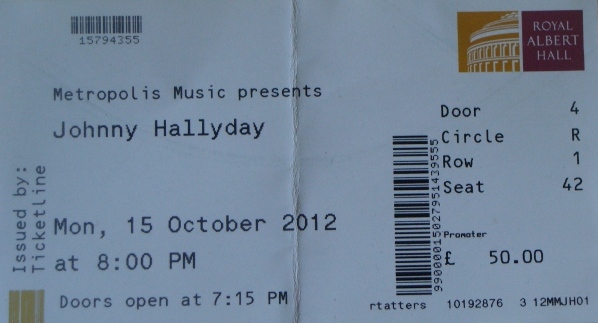 15794355
ROYAL
ALBERT
HALL
Metropolis Music presents
Johnny Hallyday
Mon, 15 October 2012
at 8:00 PM
Doors open at 7:15 PM
Issued by:
Ticketline
Door 4
Circle R
Row 1
Seat 42
Promoter
£ 50.00
9900000150279514395555
rtatters 10192876 3 12MMJH01